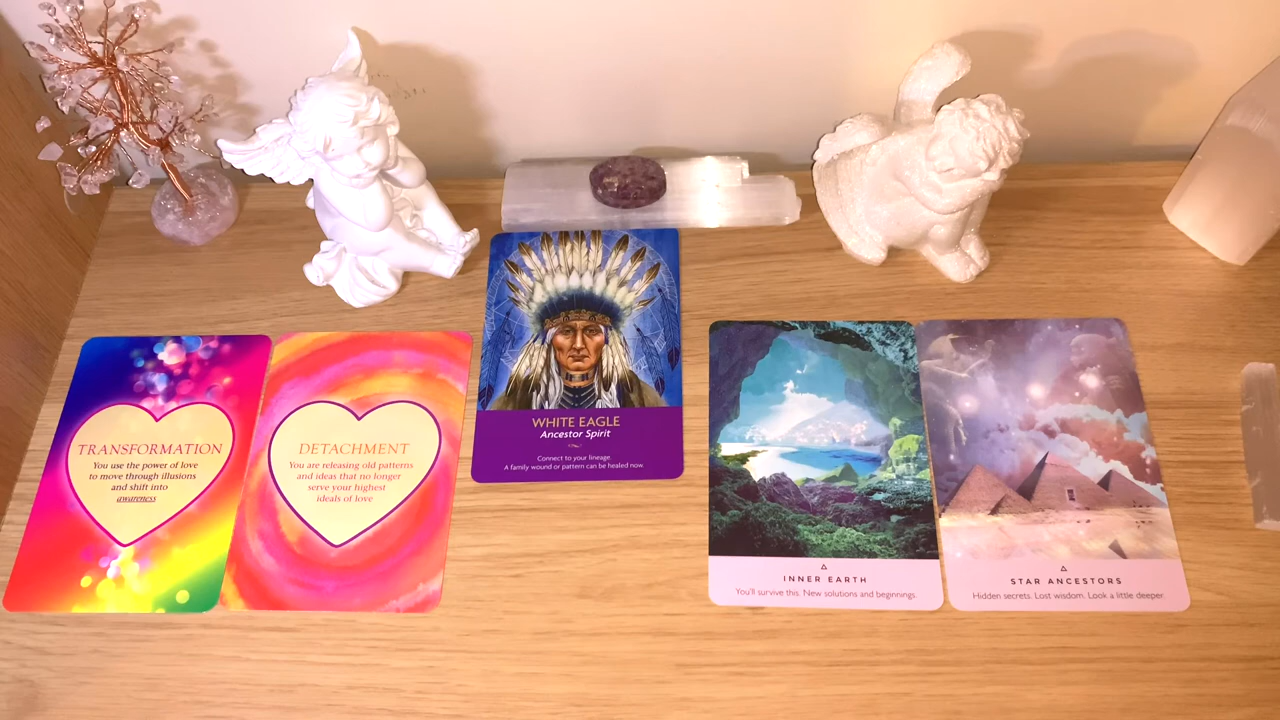 TRANSFORMATION
You use the power of love
to move through illusions
and shift into
awareness
DETACHMENT
You are releasing old patterns
and ideas that no longer
serve your highest
ideals of love
WHITE EAGLE
Ancestor Spirit
Connect to your lineage.
A family wound or pattern can be healed now.
INNER EARTH
You'll survive this. New solutions and beginnings.
STAR ANCESTORS
Hidden secrets. Lost wisdom. Look a little deeper.